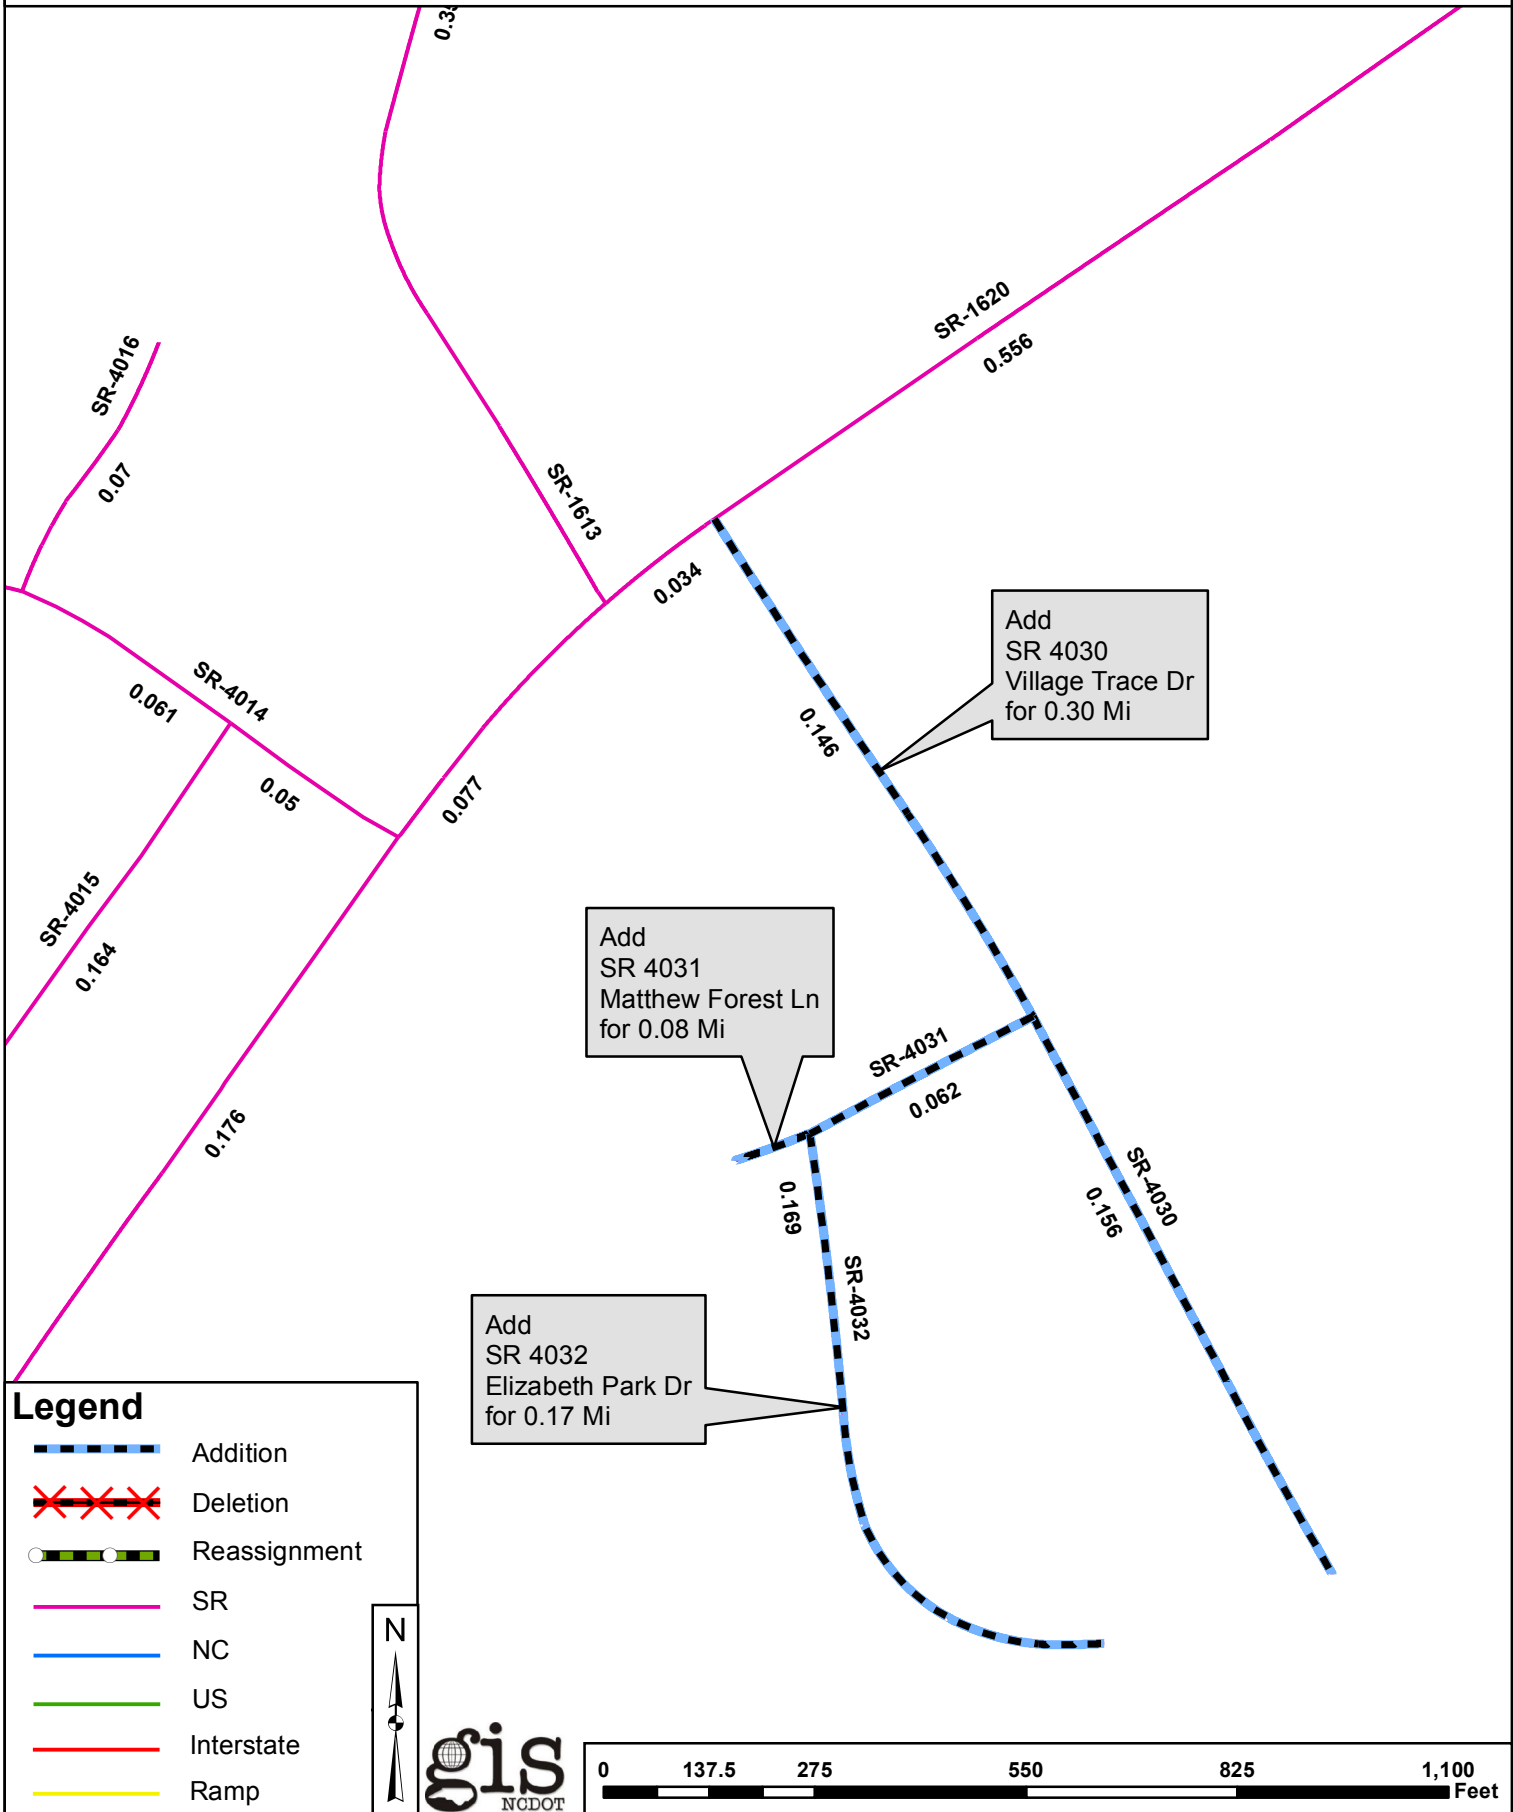 SR-1620
0.556
SR-4016
0.07
SR-1613
0.034
Add
SR 4030
Village Trace Dr
for 0.30 Mi
SR-4014
0.061
0.146
0.05
0.077
SR-4015
0.164
Add
SR 4031
Matthew Forest Ln
for 0.08 Mi
SR-4031
0.062
0.176
0.169
SR-4030
0.156
SR-4032
Add
SR 4032
Elizabeth Park Dr
for 0.17 Mi
Legend
Addition
Deletion
Reassignment
SR
NC
US
Interstate
Ramp
N
gis
NCDOT
0 137.5 275 550 825 1,100
Feet